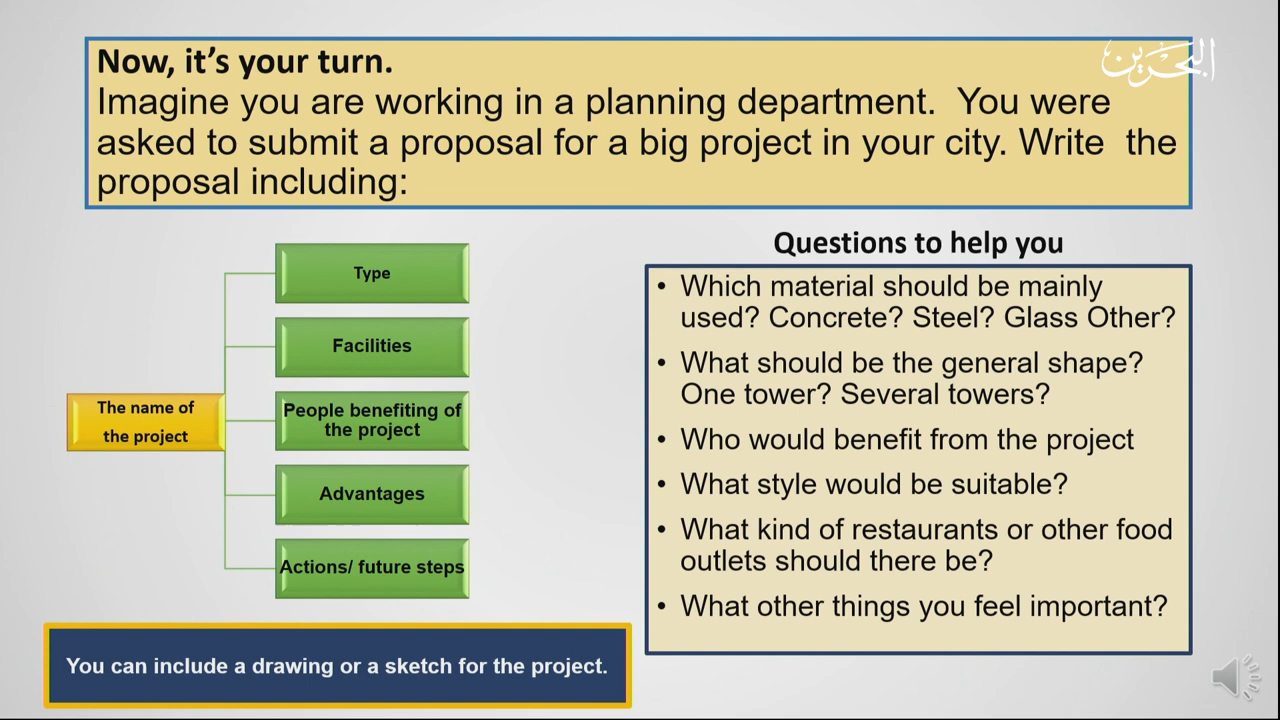 البحرين
Now, it's your turn.
Imagine you are working in a planning department.  You were
asked to submit a proposal for a big project in your city. Write  the
proposal including:
The name of
the project
Type
Facilities
People benefiting of
the project
Advantages
Actions/ future steps
Questions to help you
• Which material should be mainly
used? Concrete? Steel? Glass Other?
• What should be the general shape?
One tower? Several towers?
• Who would benefit from the project
• What style would be suitable?
• What kind of restaurants or other food
outlets should there be?
• What other things you feel important?
You can include a drawing or a sketch for the project.